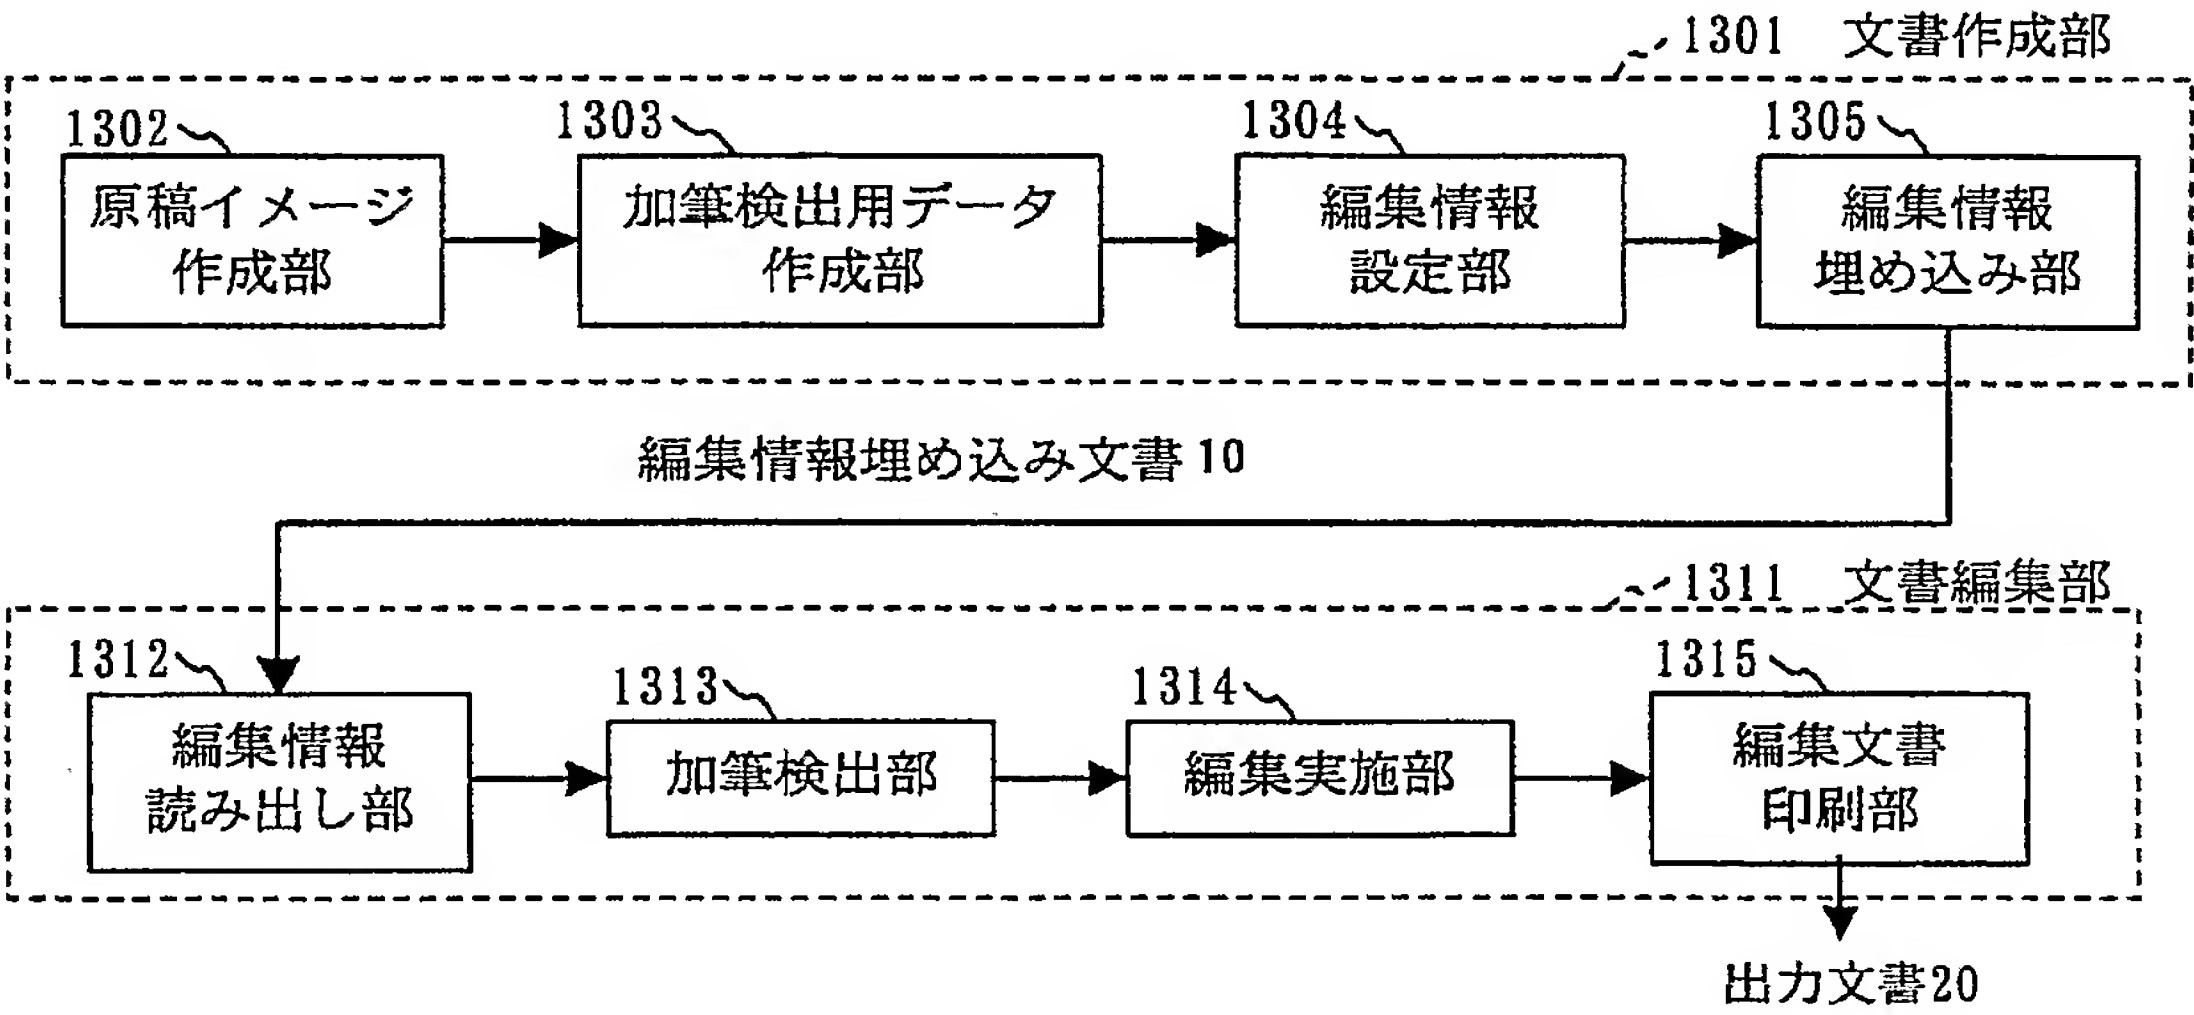 1301 文書作成部
1302
原稿イメージ
作成部
1303
加筆検出用データ
作成部
1304
編集情報
設定部
1305
編集情報
埋め込み部
編集情報埋め込み文書10
1311 文書編集部
1312
編集情報
読み出し部
1313
加筆検出部
1314
編集実施部
1315
編集文書
印刷部
出力文書20